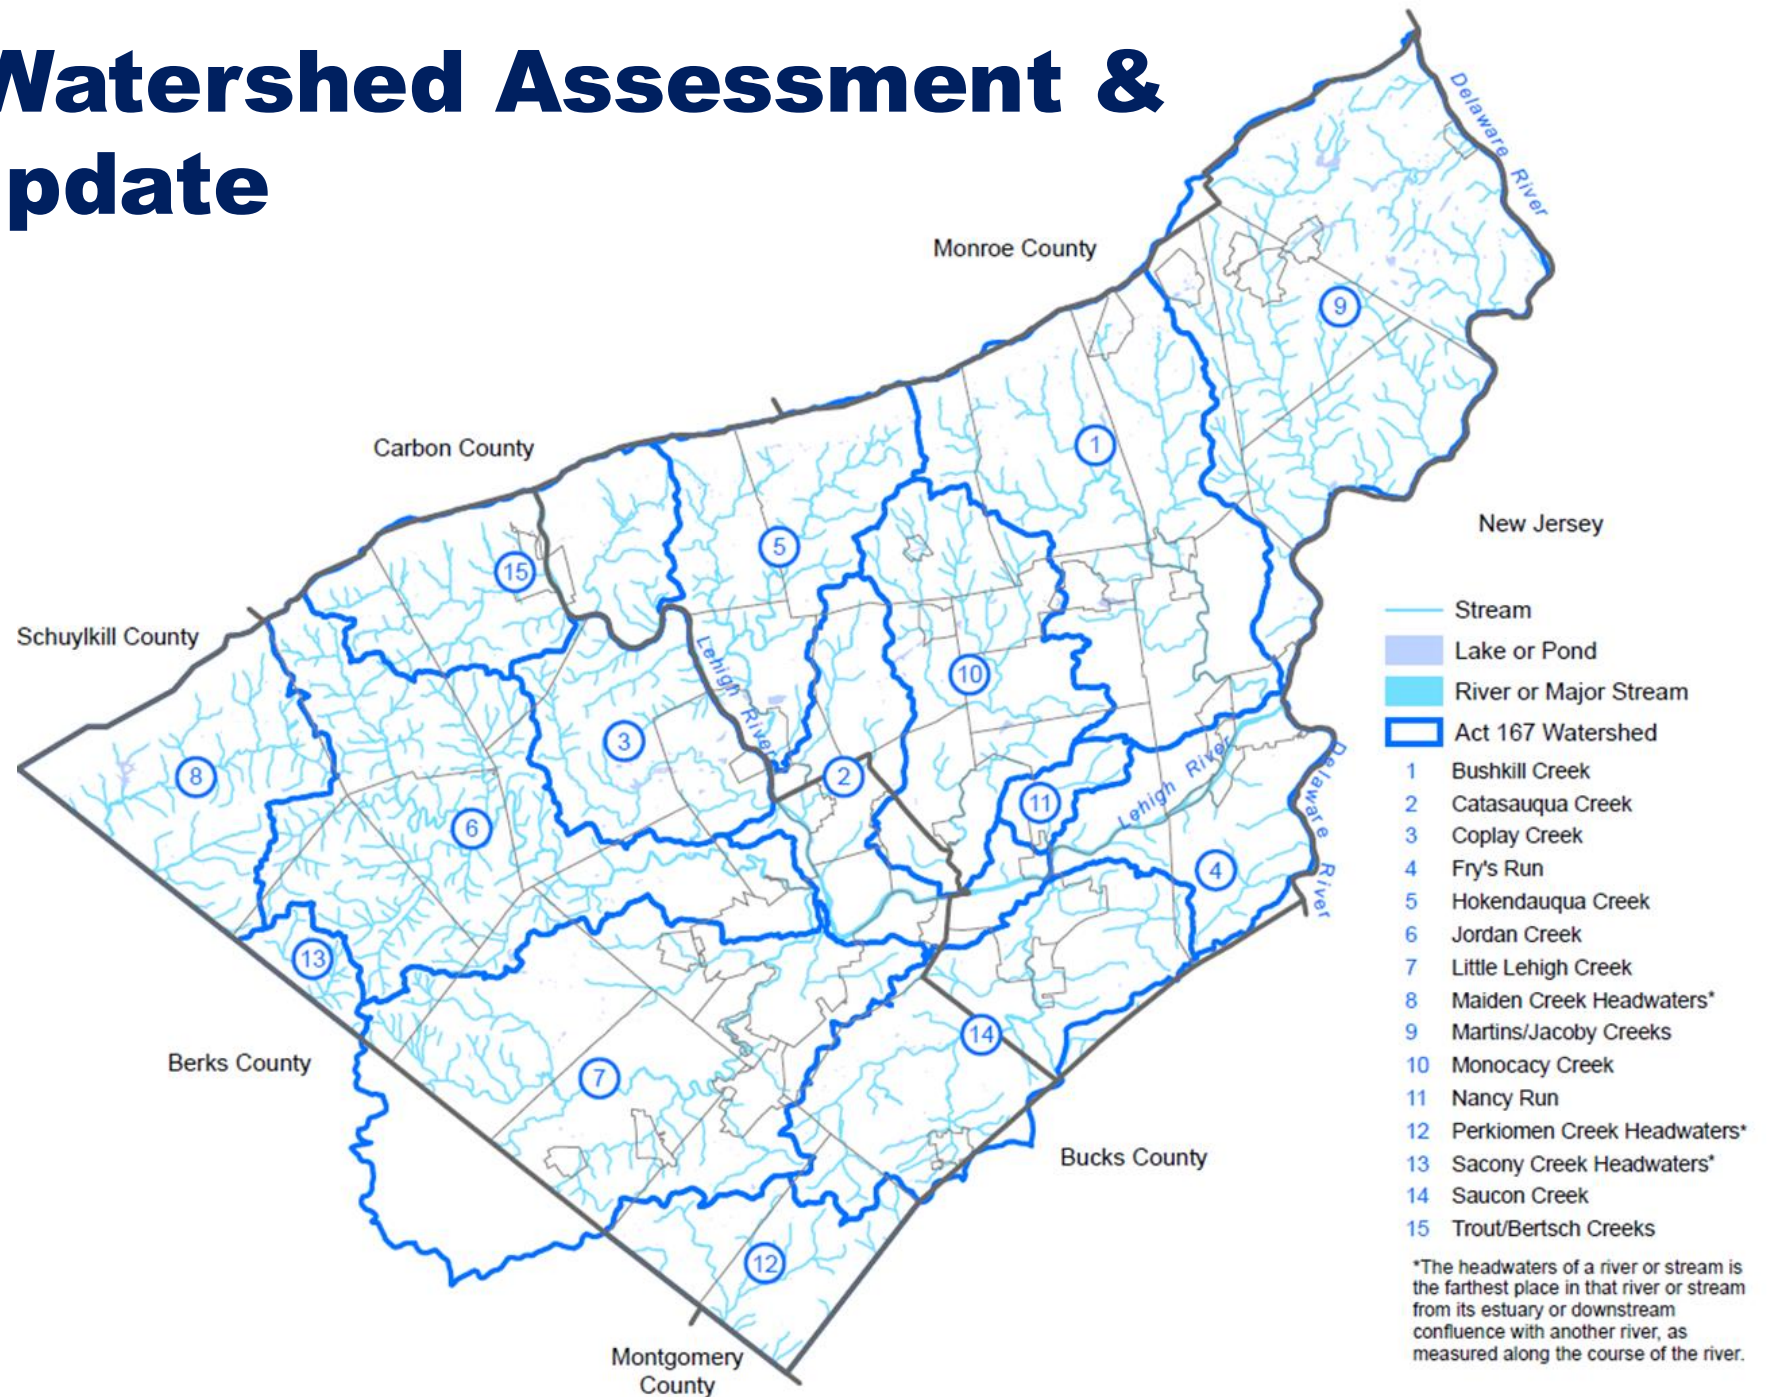 Watershed Assessment &
pdate
Delaware River
Monroe County
9
1
Carbon County
New Jersey
5
15
Schuylkill County
Lehigh River
10
3
2
8
11
6
Lehigh River
Delaware River
4
13
14
Berks County
7
Bucks County
12
Montgomery
County
Stream
Lake or Pond
River or Major Stream
Act 167 Watershed
1 Bushkill Creek
2 Catasauqua Creek
3 Coplay Creek
4 Fry's Run
5 Hokendauqua Creek
6 Jordan Creek
7 Little Lehigh Creek
8 Maiden Creek Headwaters*
9 Martins/Jacoby Creeks
10 Monocacy Creek
11 Nancy Run
12 Perkiomen Creek Headwaters*
13 Sacony Creek Headwaters*
14 Saucon Creek
15 Trout/Bertsch Creeks
*The headwaters of a river or stream is
the farthest place in that river or stream
from its estuary or downstream
confluence with another river, as
measured along the course of the river.